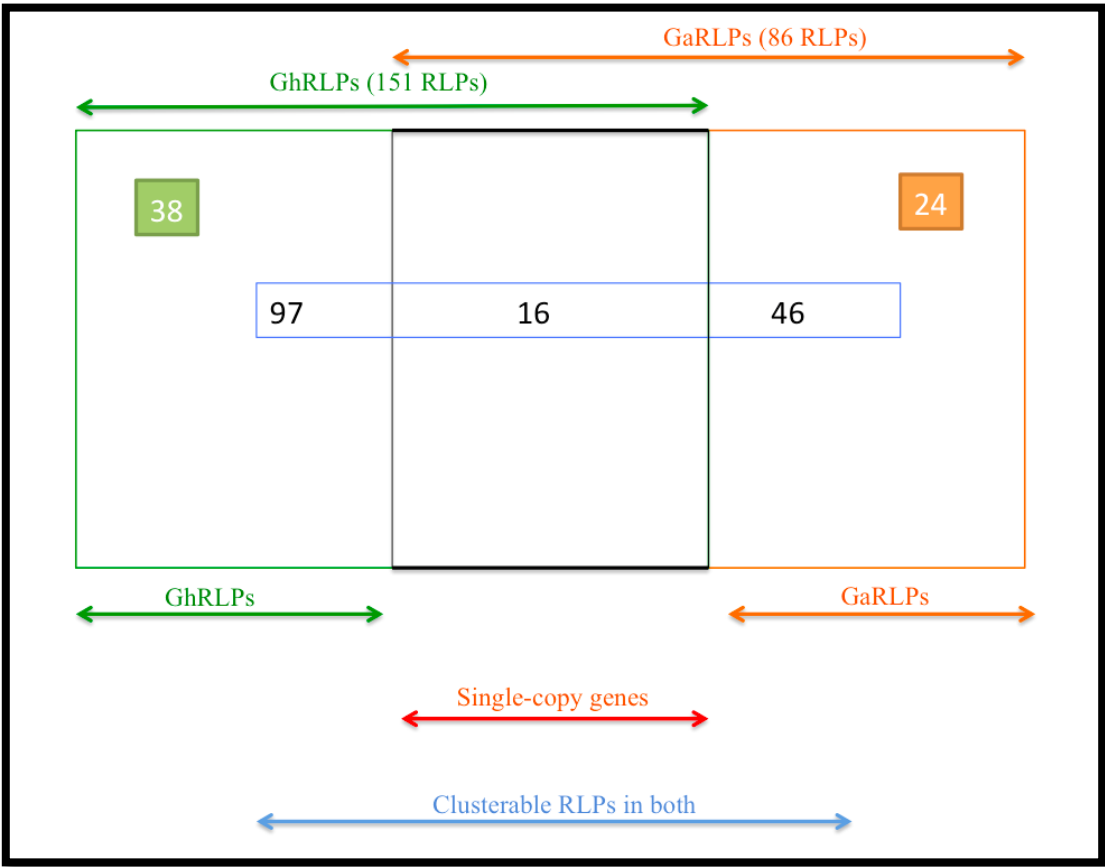 GaRLPs (86 RLPs)
GhRLPs (151 RLPs)
38
24
97 16 46
GhRLPs
GaRLPs
Single-copy genes
Clusterable RLPs in both